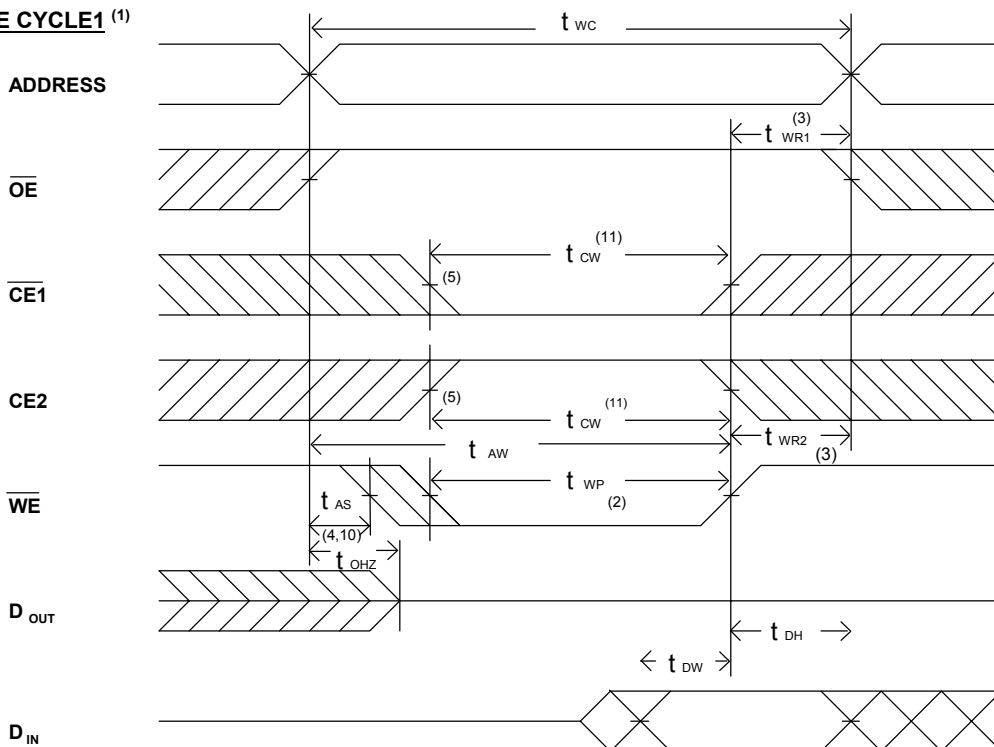 E CYCLE1 (1)
t WC
ADDRESS
(3)
t WR1
OE
(11)
t CW
CE1
(5)
CE2
(5)
t CW (11)
t WR2
(3)
t AW
WE
t WP
(2)
t AS
(4,10)
t OHZ
D OUT
t DH
t DW
D IN